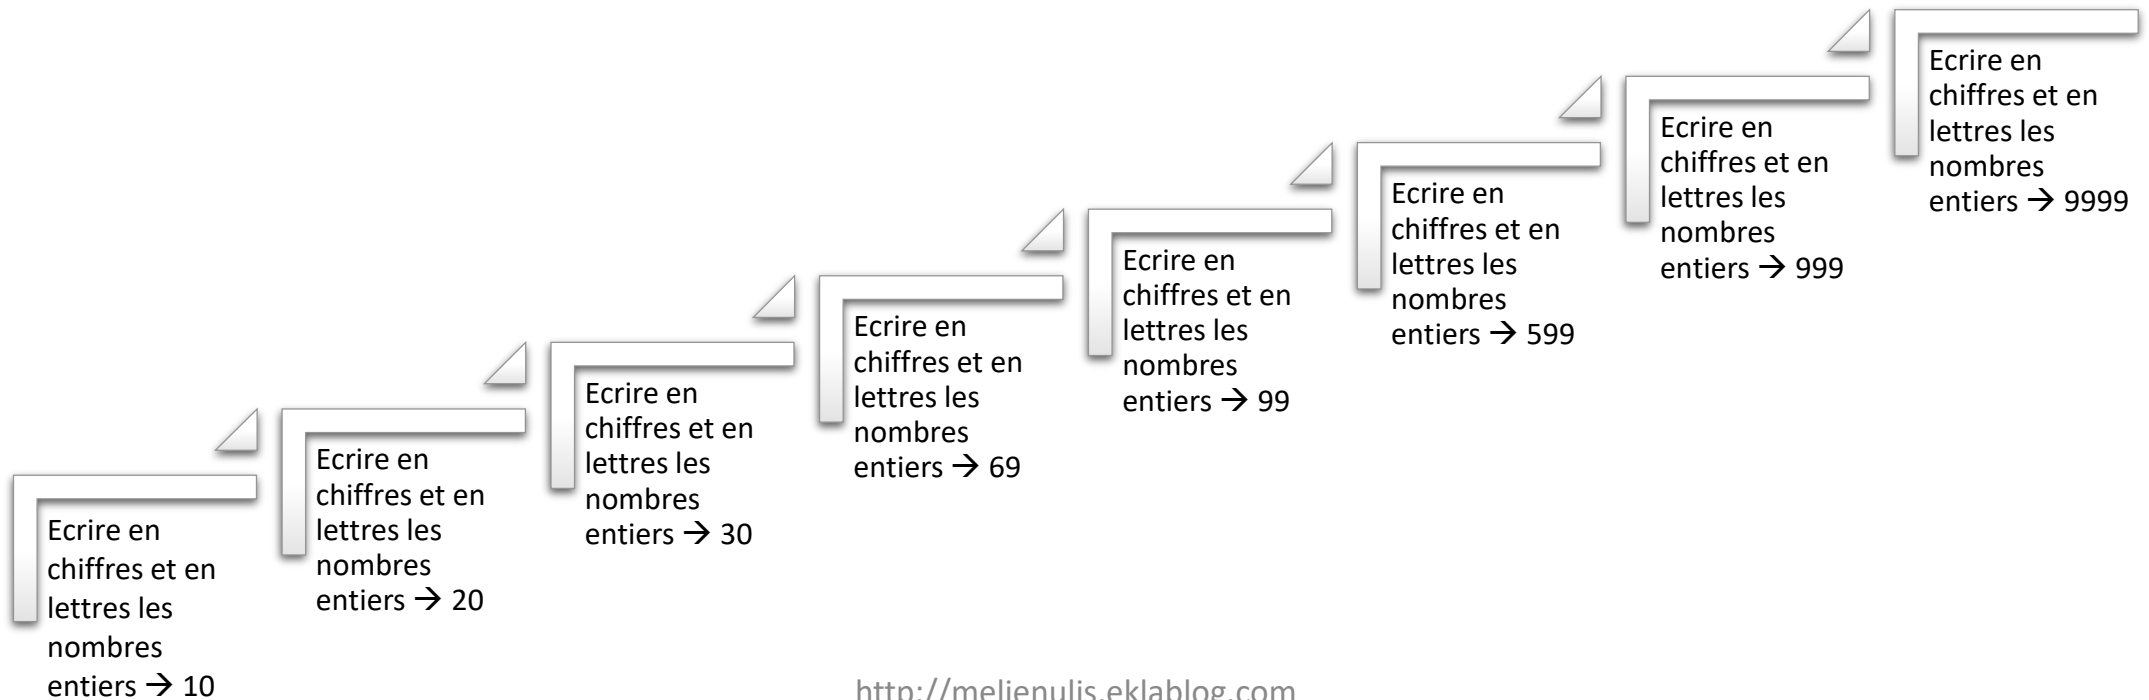 Ecrire en
chiffres et en
lettres les
nombres
entiers → 10
Ecrire en
chiffres et en
lettres les
nombres
entiers → 20
Ecrire en
chiffres et en
lettres les
nombres
entiers → 30
Ecrire en
chiffres et en
lettres les
nombres
entiers → 69
Ecrire en
chiffres et en
lettres les
nombres
entiers → 99
Ecrire en
chiffres et en
lettres les
nombres
entiers → 599
Ecrire en
chiffres et en
lettres les
nombres
entiers → 999
Ecrire en
chiffres et en
lettres les
nombres
entiers → 9999
http://melienulis.eklablog.com